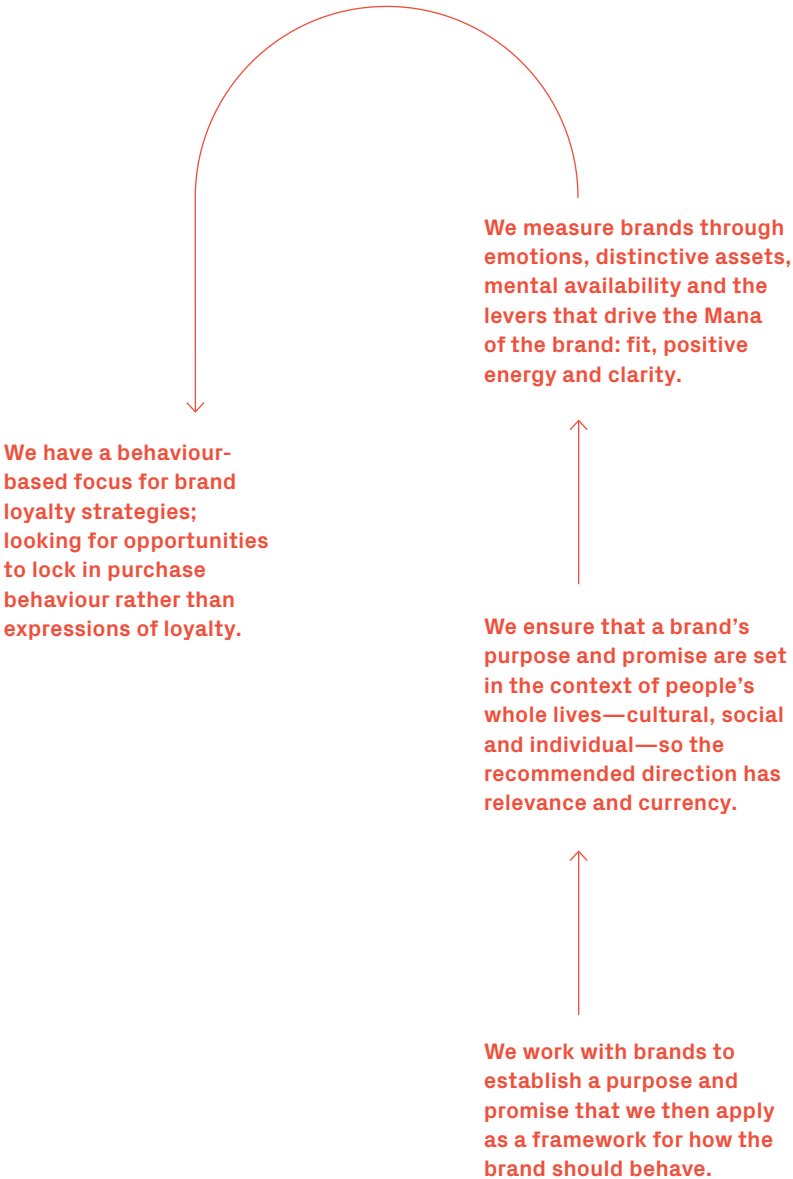 We measure brands through
emotions, distinctive assets,
mental availability and the
levers that drive the Mana
of the brand: fit, positive
energy and clarity.
We have a behaviour-
based focus for brand
loyalty strategies;
looking for opportunities
to lock in purchase
behaviour rather than
expressions of loyalty.
We ensure that a brand’s
purpose and promise are set
in the context of people’s
whole lives—cultural, social
and individual—so the
recommended direction has
relevance and currency.
We work with brands to
establish a purpose and
promise that we then apply
as a framework for how the
brand should behave.